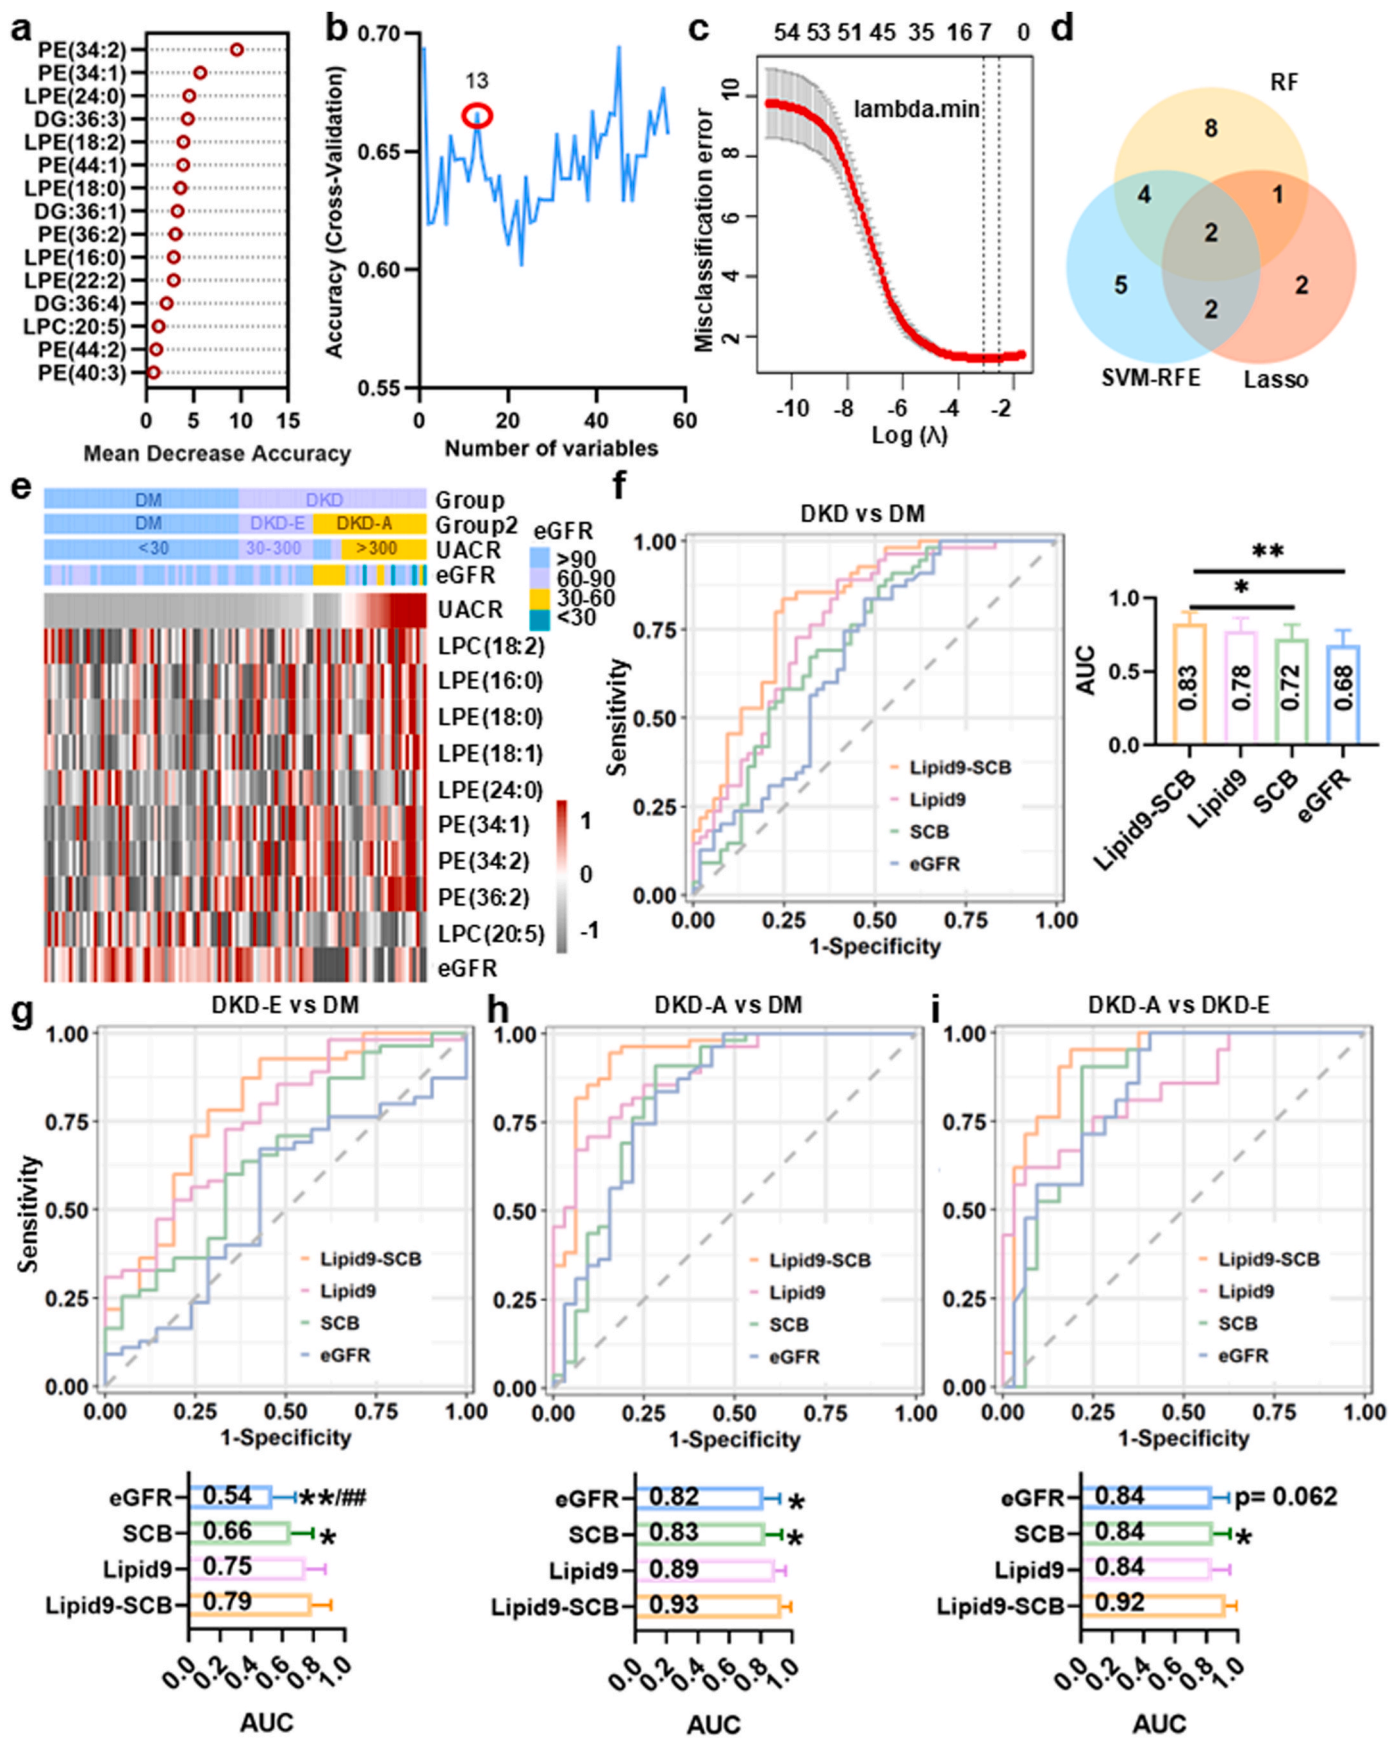 a
PE(34:2)
PE(34:1)
LPE(24:0)
DG:36:3)
LPE(18:2)
PE(44:1)
LPE(18:0)
DG:36:1)
PE(36:2)
LPE(16:0)
LPE(22:2)
DG:36:4)
LPC:20:5)
PE(44:2)
PE(40:3)
0 5 10 15
Mean Decrease Accuracy
b
Accuracy (Cross-Validation)
0.70
0.65
0.60
0.55
13
0 20 40 60
Number of variables
c
54 53 51 45 35 16 7 0
Misclassification error
10
8
6
4
2
lambda.min
-10 -8 -6 -4 -2
Log (λ)
d
RF
8
4
1
2
5
2
2
SVM-RFE
Lasso
e
DM DKD Group
DM DKD-E DKD-A Group2
<30 30-300 >300 UACR
eGFR
eGFR
>90
60-90
30-60
<30
UACR
LPC(18:2)
LPE(16:0)
LPE(18:0)
LPE(18:1)
LPE(24:0)
PE(34:1)
PE(34:2)
PE(36:2)
LPC(20:5)
eGFR
1
0
-1
f
DKD vs DM
Sensitivity
1.00
0.75
0.50
0.25
0.00
Lipid9-SCB
Lipid9
SCB
eGFR
0.00 0.25 0.50 0.75 1.00
1-Specificity
**
*
AUC
1.0
0.5
0.0
0.83
0.78
0.72
0.68
Lipid9-SCB
Lipid9
SCB
eGFR
g
DKD-E vs DM
Sensitivity
1.00
0.75
0.50
0.25
0.00
Lipid9-SCB
Lipid9
SCB
eGFR
0.00 0.25 0.50 0.75 1.00
1-Specificity
eGFR 0.54 **/##
SCB 0.66 *
Lipid9 0.75
Lipid9-SCB 0.79
0.0 0.2 0.4 0.6 0.8 1.0
AUC
h
DKD-A vs DM
1.00
0.75
0.50
0.25
0.00
Lipid9-SCB
Lipid9
SCB
eGFR
0.00 0.25 0.50 0.75 1.00
1-Specificity
eGFR 0.82 *
SCB 0.83 *
Lipid9 0.89
Lipid9-SCB 0.93
0.0 0.2 0.4 0.6 0.8 1.0
AUC
i
DKD-A vs DKD-E
1.00
0.75
0.50
0.25
0.00
Lipid9-SCB
Lipid9
SCB
eGFR
0.00 0.25 0.50 0.75 1.00
1-Specificity
eGFR 0.84 p= 0.062
SCB 0.84 *
Lipid9 0.84
Lipid9-SCB 0.92
0.0 0.2 0.4 0.6 0.8 1.0
AUC